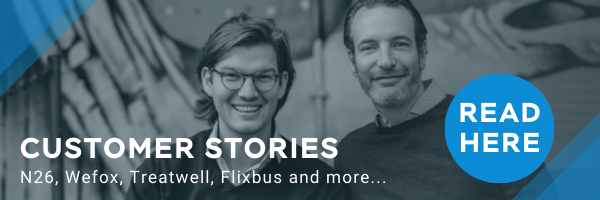 CUSTOMER STORIES
N26, Wefox, Treatwell, Flixbus and more...
READ
HERE